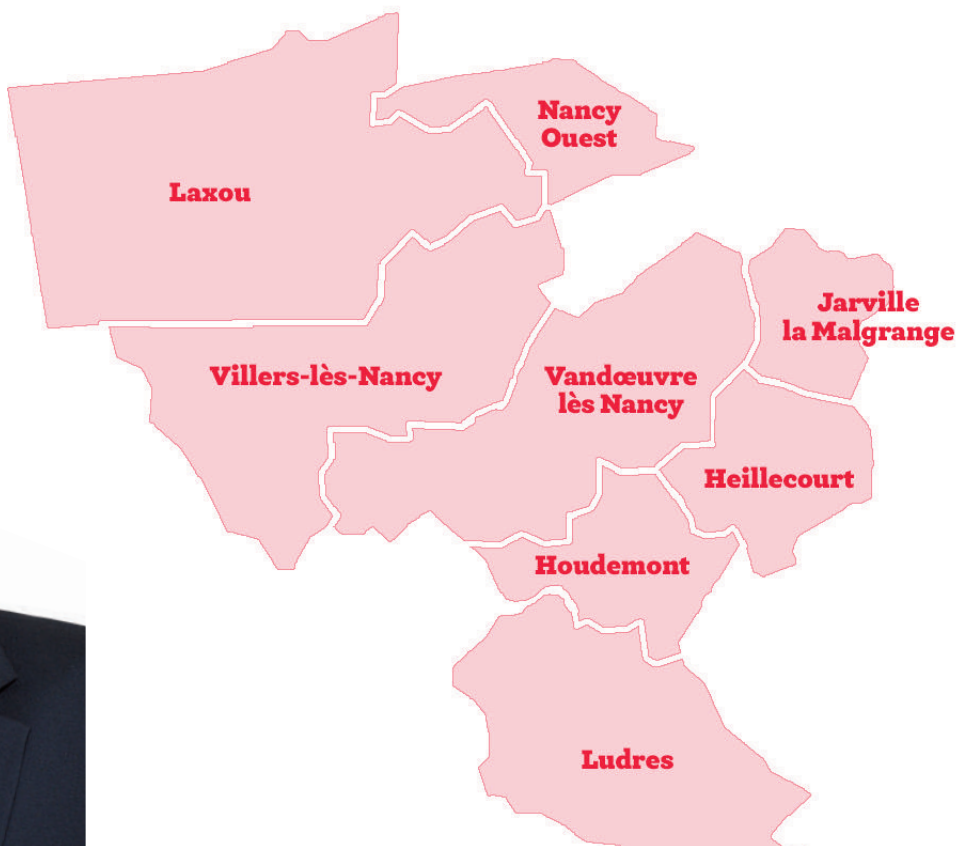 Nancy
Ouest
Laxou
Jarville
la Malgrange
Villers-lès-Nancy
Vandœuvre
lès Nancy
Heillecourt
Houdemont
Ludres